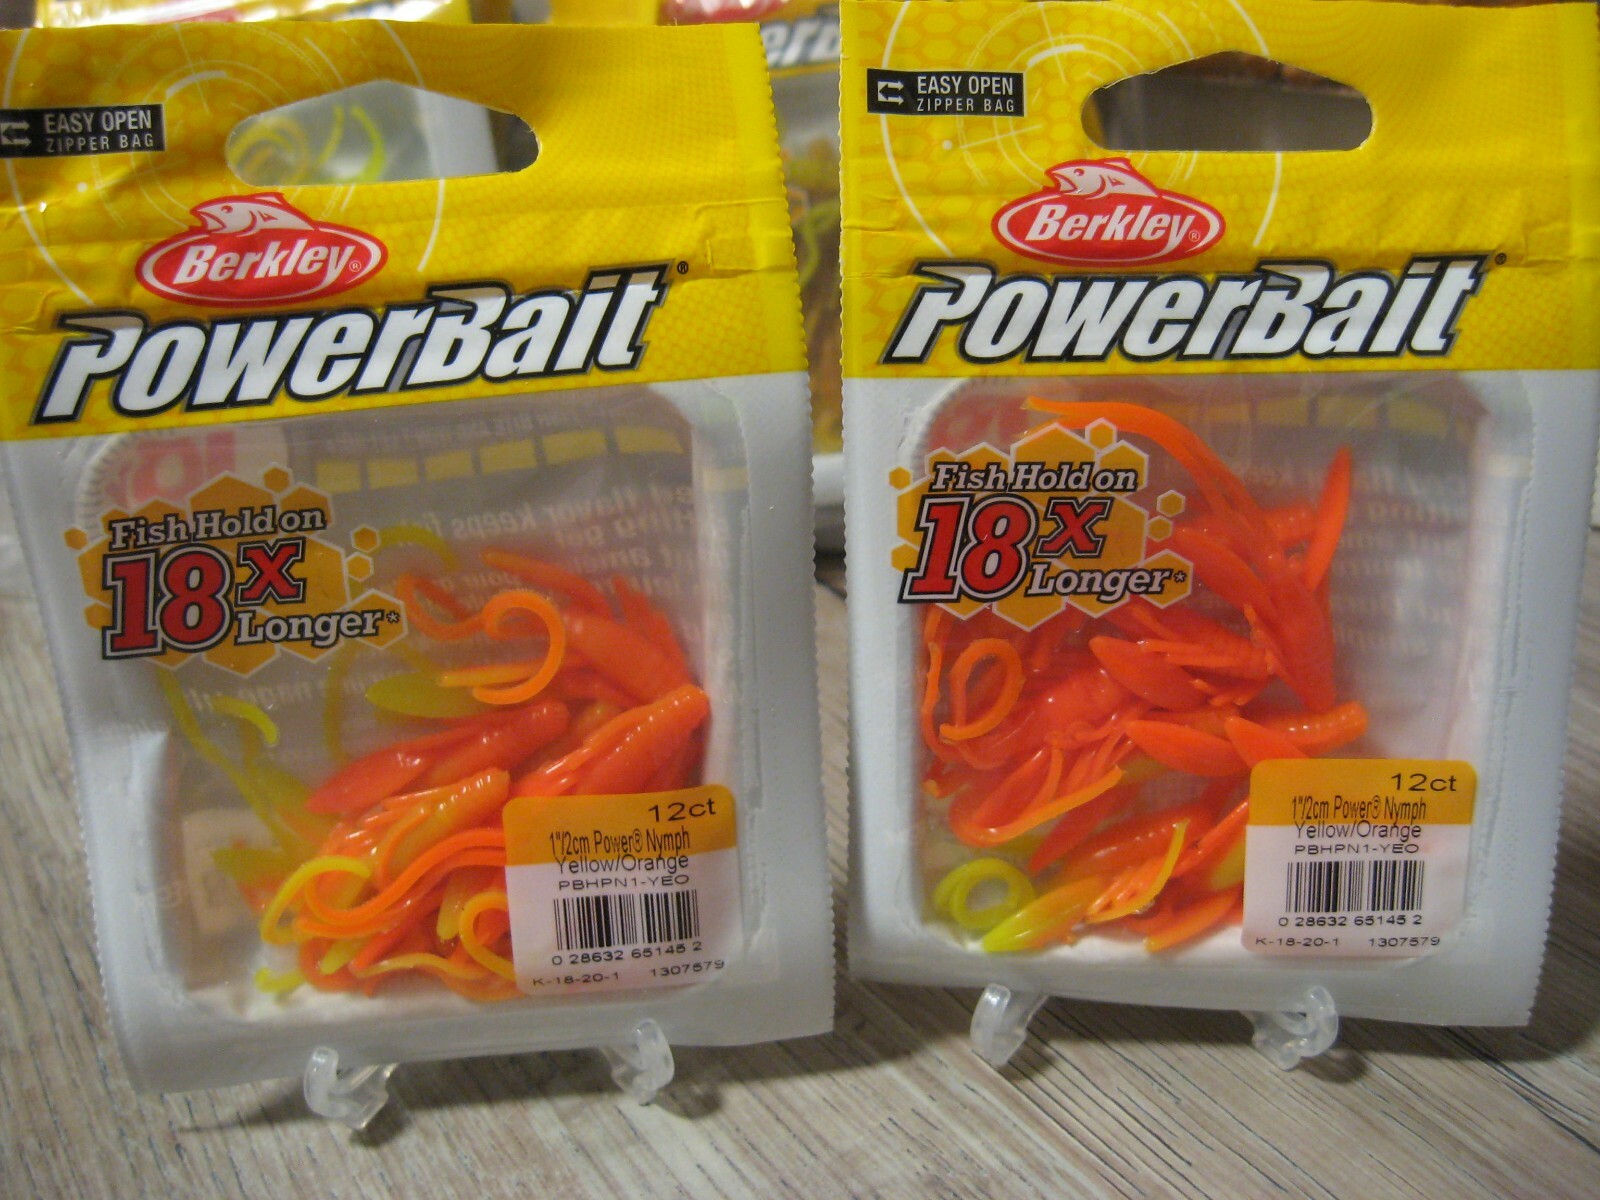 EASY OPEN
ZIPPER BAG
Berkley®
PowerBait®
Fish Hold on
18x
Longer*
12ct
1"/2cm Power® Nymph
Yellow/Orange
PBHPN1-YEO
0 28632 65145 2
K-18-20-1 1307579
EASY OPEN
ZIPPER BAG
Berkley®
PowerBait®
Fish Hold on
18x
Longer*
12ct
1"/2cm Power® Nymph
Yellow/Orange
PBHPN1-YEO
0 28632 65145 2
K-18-20-1 1307579